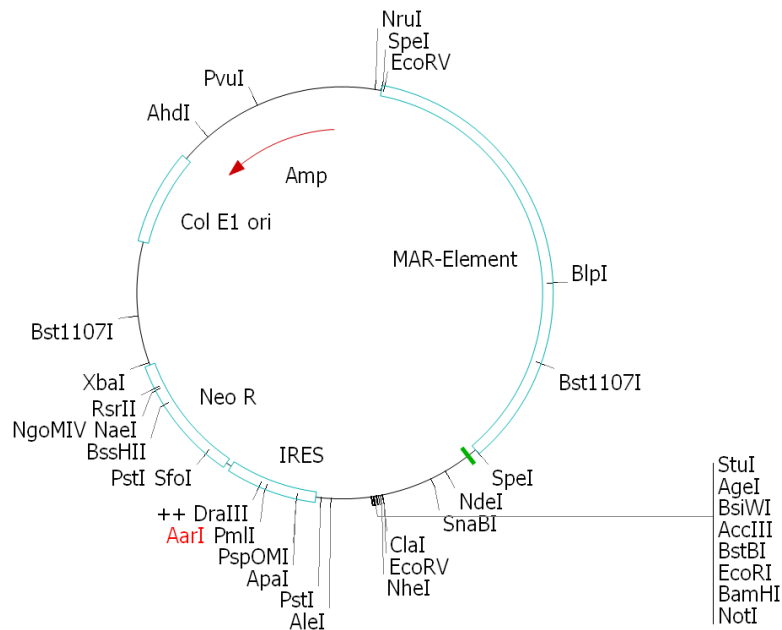 NruI
SpeI
EcoRV
PvuI
AhdI
Amp
Col E1 ori
MAR-Element
BlpI
Bst1107I
Bst1107I
XbaI
Neo R
RsrII
NgoMIV NaeI
BssHII
PstI SfoI
IRES
SpeI
NdeI
SnaBI
++ DraIII
AarI PmlI
PspOMI
ApaI
PstI
AleI
ClaI
EcoRV
NheI
StuI
AgeI
BsiWI
AccIII
BstBI
EcoRI
BamHI
NotI